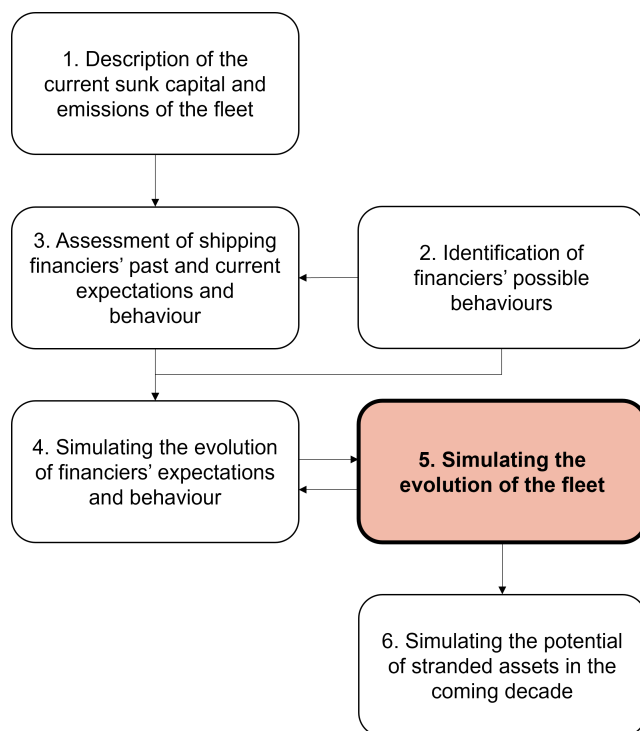 1. Description of the
current sunk capital and
emissions of the fleet
3. Assessment of shipping
financiers’ past and current
expectations and
behaviour
2. Identification of
financiers’ possible
behaviours
4. Simulating the evolution
of financiers’ expectations
and behaviour
5. Simulating the
evolution of the fleet
6. Simulating the potential
of stranded assets in the
coming decade